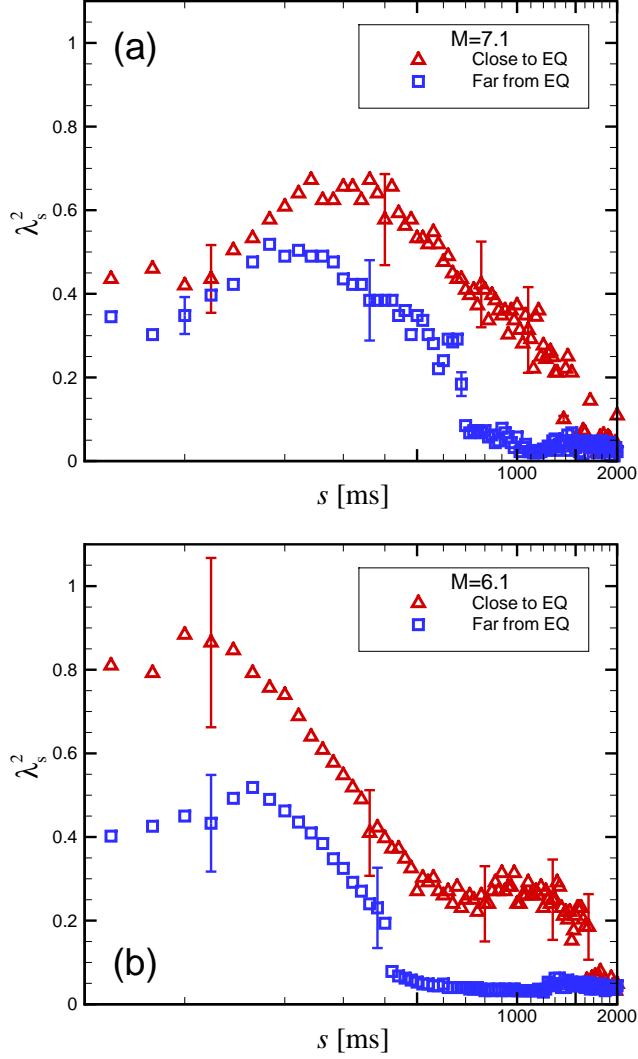 (a)
M=7.1
Close to EQ
Far from EQ
1
0.8
0.6
0.4
0.2
0
λ²ₛ
1000 2000
s [ms]
(b)
M=6.1
Close to EQ
Far from EQ
1
0.8
0.6
0.4
0.2
0
λ²ₛ
1000 2000
s [ms]